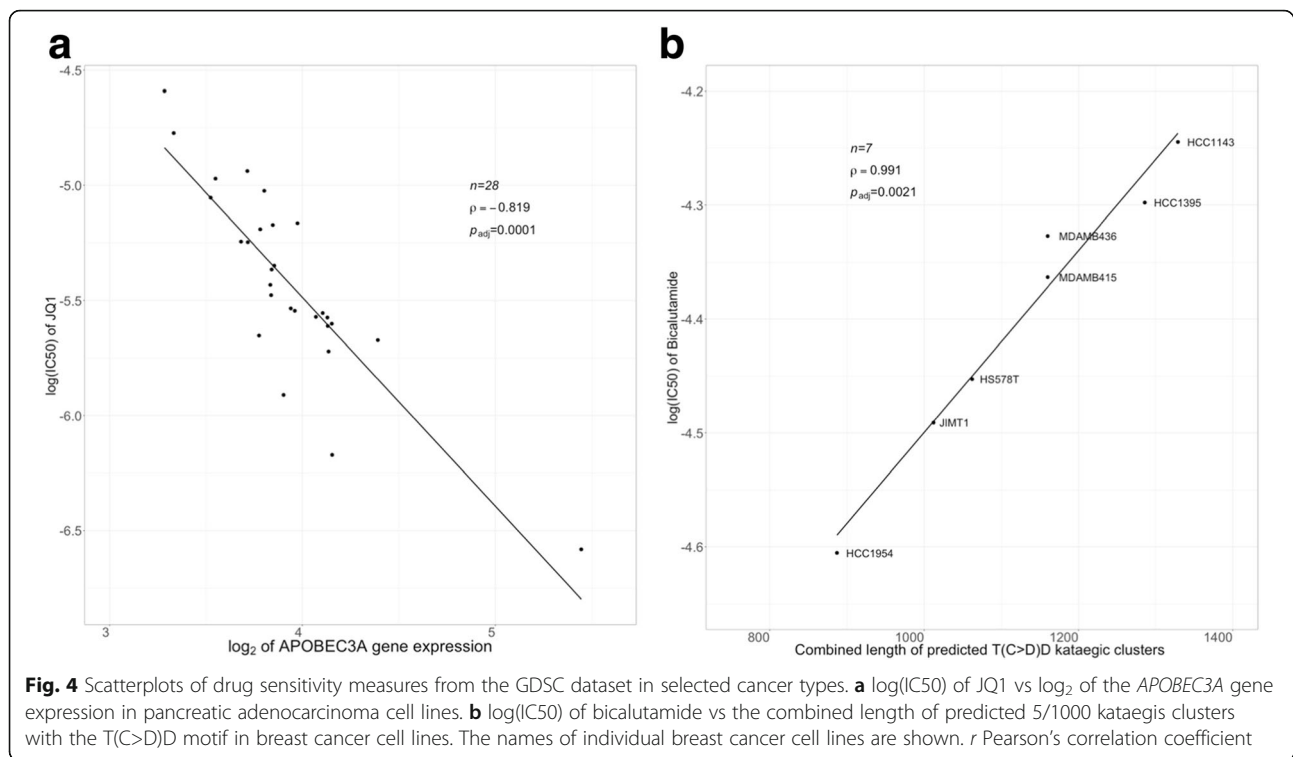 a
-4.5
-5.0
-5.5
-6.0
-6.5
log(IC50) of JQ1
n=28
ρ = −0.819
padj=0.0001
3
4
5
log2 of APOBEC3A gene expression
b
-4.2
-4.3
-4.4
-4.5
-4.6
log(IC50) of Bicalutamide
n=7
ρ = 0.991
padj=0.0021
HCC1143
HCC1395
MDAMB436
MDAMB415
HS578T
JIMT1
HCC1954
800
1000
1200
1400
Combined length of predicted T(C>D)D kataegic clusters
Fig. 4 Scatterplots of drug sensitivity measures from the GDSC dataset in selected cancer types. a log(IC50) of JQ1 vs log2 of the APOBEC3A gene
expression in pancreatic adenocarcinoma cell lines. b log(IC50) of bicalutamide vs the combined length of predicted 5/1000 kataegis clusters
with the T(C>D)D motif in breast cancer cell lines. The names of individual breast cancer cell lines are shown. r Pearson’s correlation coefficient